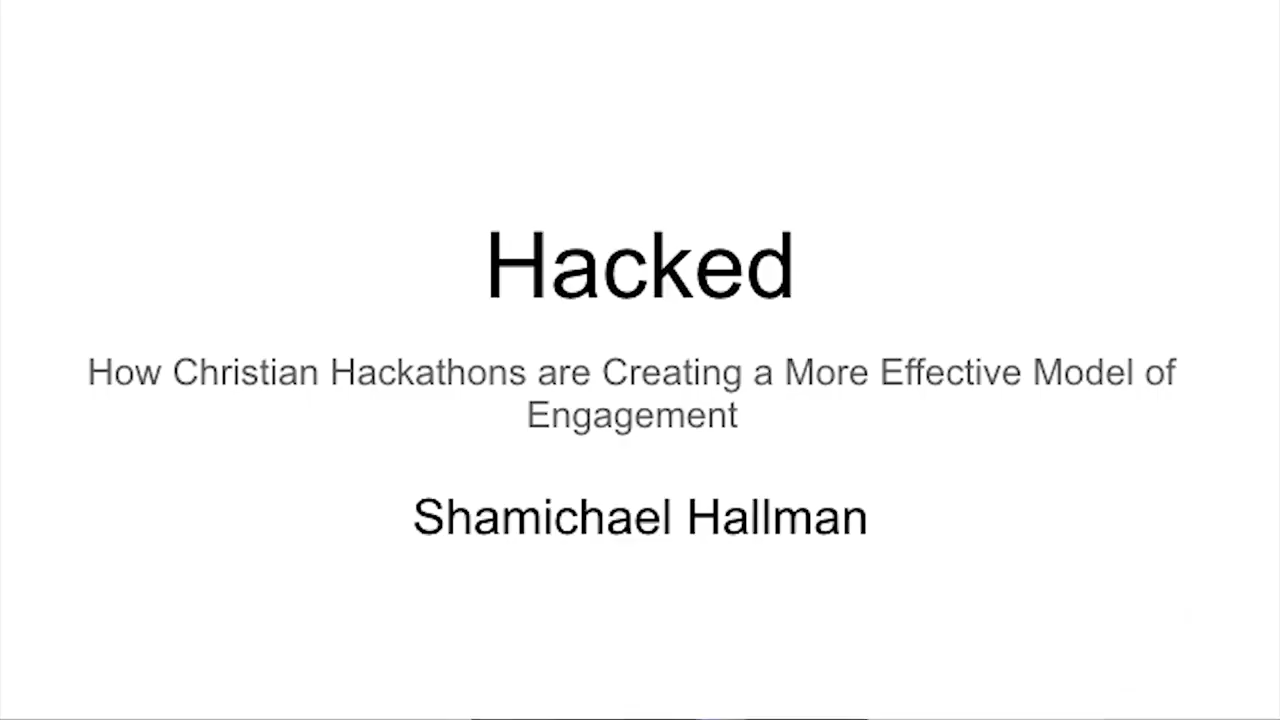 Hacked
How Christian Hackathons are Creating a More Effective Model of
Engagement
Shamichael Hallman